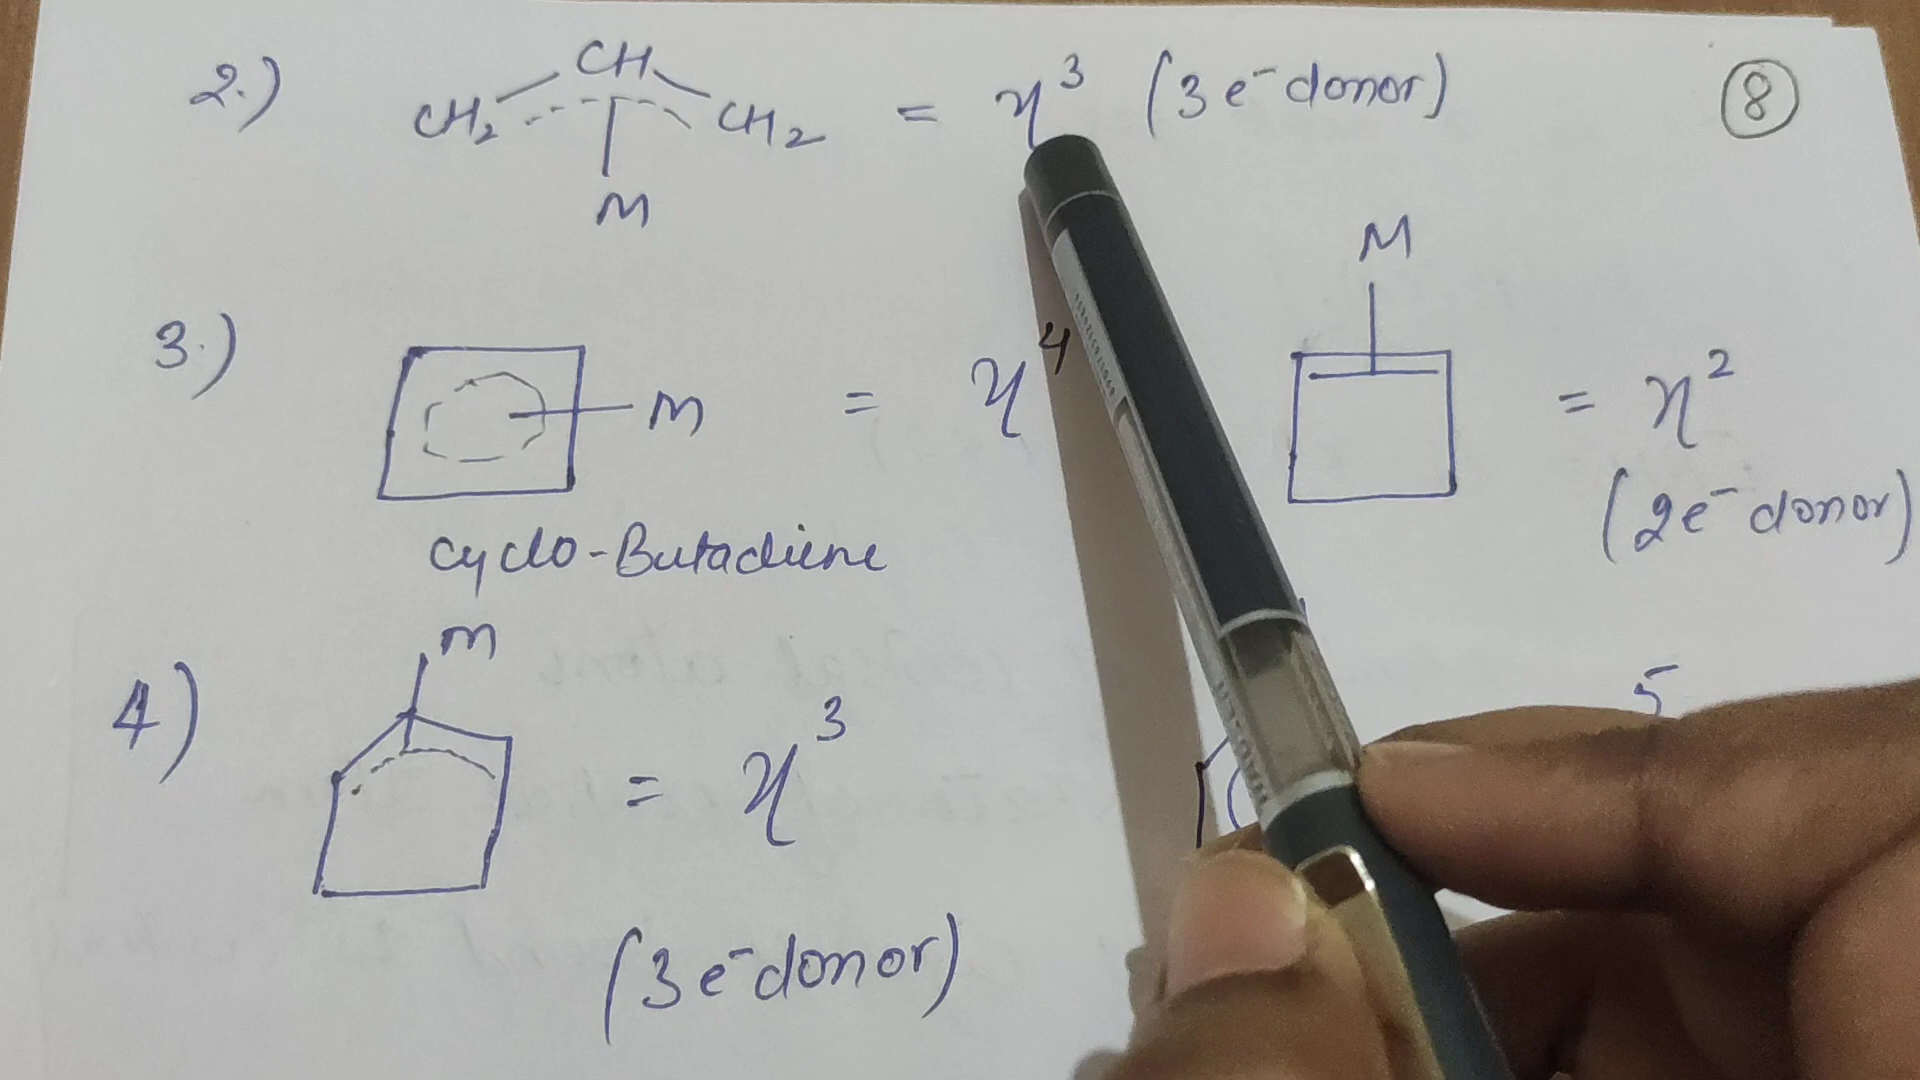 2.) CH₂ CH CH₂ = η³ (3e⁻ donor) ⑧
M
M
3.) M = η⁴ = η²
(2e⁻ donor)
Cyclo-Butadiene
M
4) = η³ 5
(3e⁻ donor)